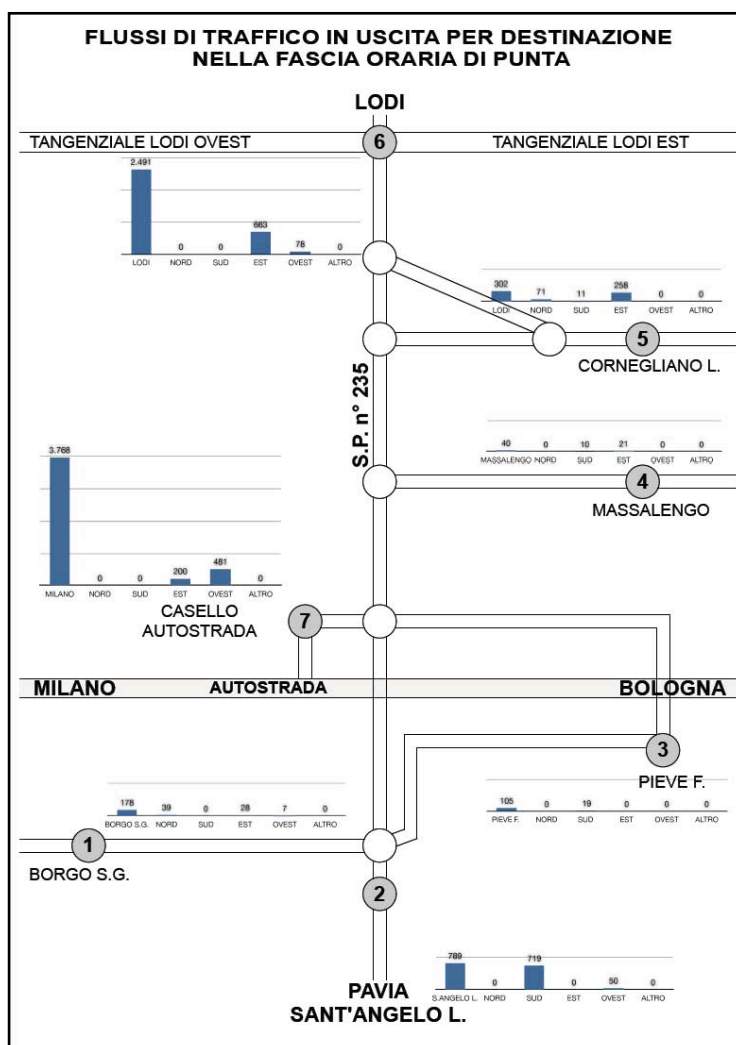 FLUSSI DI TRAFFICO IN USCITA PER DESTINAZIONE
NELLA FASCIA ORARIA DI PUNTA
LODI
TANGENZIALE LODI OVEST
6
TANGENZIALE LODI EST
2.491 0 0 663 78 0
LODI NORD SUD EST OVEST ALTRO
302 71 11 258 0 0
LODI NORD SUD EST OVEST ALTRO
5
CORNEGLIANO L.
S.P. n° 235
40 0 10 21 0 0
MASSALENGO NORD SUD EST OVEST ALTRO
4
MASSALENGO
3.768 0 0 200 481 0
MILANO NORD SUD EST OVEST ALTRO
CASELLO
AUTOSTRADA
7
MILANO AUTOSTRADA BOLOGNA
3
PIEVE F.
178 39 0 28 7 0
BORGO S.G. NORD SUD EST OVEST ALTRO
105 0 19 0 0 0
PIEVE F. NORD SUD EST OVEST ALTRO
1
BORGO S.G.
2
789 0 719 0 50 0
S.ANGELO L. NORD SUD EST OVEST ALTRO
PAVIA
SANT'ANGELO L.